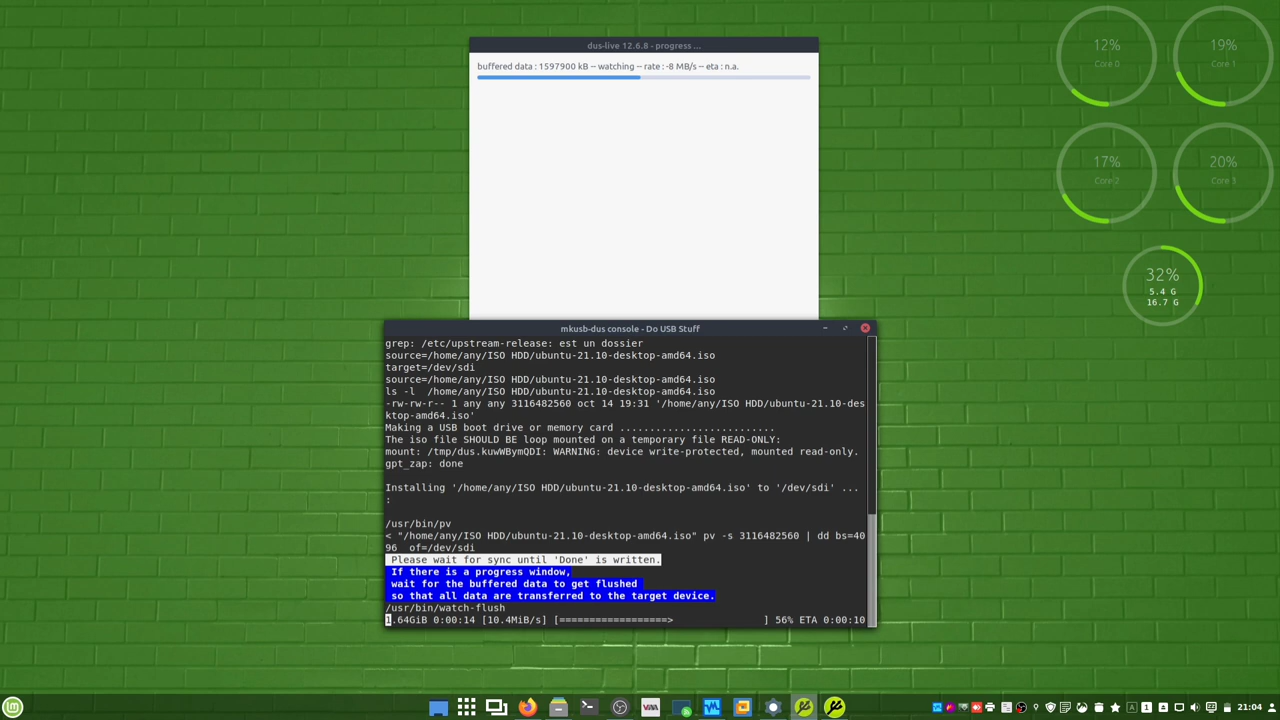 dus-live 12.6.8 - progress ...
buffered data : 1597900 kB -- watching -- rate : -8 MB/s -- eta : n.a.
12%
Core 0
19%
Core 1
17%
Core 2
20%
Core 3
32%
5.4 G
16.7 G
mkusb-dus console - Do USB Stuff
grep: /etc/upstream-release: est un dossier
source=/home/any/ISO HDD/ubuntu-21.10-desktop-amd64.iso
target=/dev/sdi
source=/home/any/ISO HDD/ubuntu-21.10-desktop-amd64.iso
ls -l  /home/any/ISO HDD/ubuntu-21.10-desktop-amd64.iso
-rw-rw-r-- 1 any any 3116482560 oct 14 19:31 '/home/any/ISO HDD/ubuntu-21.10-des
ktop-amd64.iso'
Making a USB boot drive or memory card ..........................
The iso file SHOULD BE loop mounted on a temporary file READ-ONLY:
mount: /tmp/dus.kuwWBymQDI: WARNING: device write-protected, mounted read-only.
gpt_zap: done
Installing '/home/any/ISO HDD/ubuntu-21.10-desktop-amd64.iso' to '/dev/sdi' ...
:
/usr/bin/pv
< "/home/any/ISO HDD/ubuntu-21.10-desktop-amd64.iso" pv -s 3116482560 | dd bs=40
96  of=/dev/sdi
Please wait for sync until 'Done' is written.
If there is a progress window,
wait for the buffered data to get flushed
so that all data are transferred to the target device.
/usr/bin/watch-flush
1.64GiB 0:00:14 [10.4MiB/s] [==================>                ] 56% ETA 0:00:10
A
1
21:04